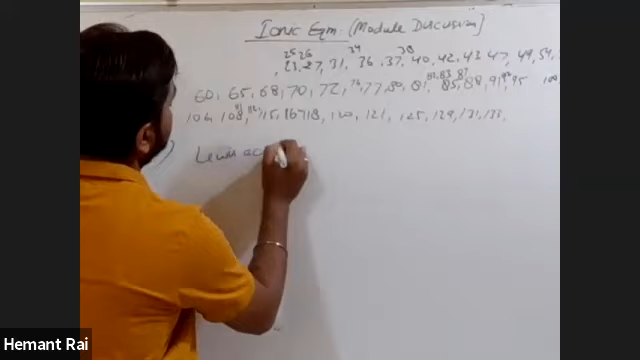 Ionic Eqm. (Module Discussion)
25 26 34 38
, 23, 27, 31, 36, 37, 40, 42, 43 47, 49, 54,
81, 83, 87
60, 65, 68, 70, 72, 77, 80, 81, 85, 88, 91, 95
106, 108, 115, 120, 121, 125, 129, 131, 133,
Lewis ac
Hemant Rai